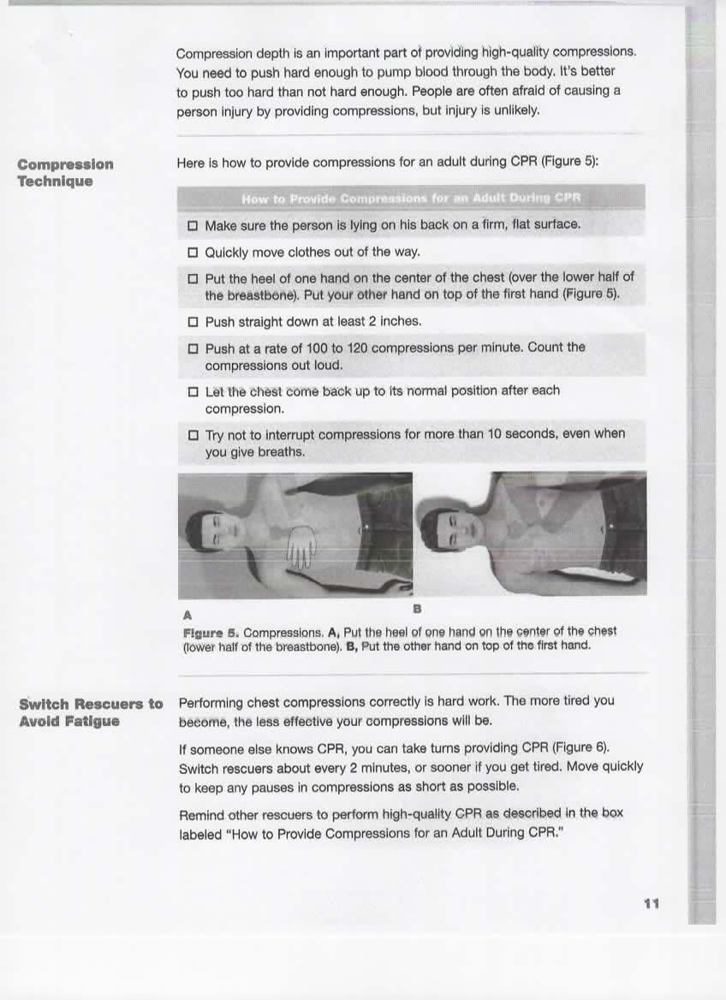 Compression depth is an important part of providing high-quality compressions.
You need to push hard enough to pump blood through the body. It's better
to push too hard than not hard enough. People are often afraid of causing a
person injury by providing compressions, but injury is unlikely.
Compression
Technique
Here is how to provide compressions for an adult during CPR (Figure 5):
How to Provide Compressions for an Adult During CPR
☐ Make sure the person is lying on his back on a firm, flat surface.
☐ Quickly move clothes out of the way.
☐ Put the heel of one hand on the center of the chest (over the lower half of
the breastbone). Put your other hand on top of the first hand (Figure 5).
☐ Push straight down at least 2 inches.
☐ Push at a rate of 100 to 120 compressions per minute. Count the
compressions out loud.
☐ Let the chest come back up to its normal position after each
compression.
☐ Try not to interrupt compressions for more than 10 seconds, even when
you give breaths.
A
B
Figure 5. Compressions. A, Put the heel of one hand on the center of the chest
(lower half of the breastbone). B, Put the other hand on top of the first hand.
Switch Rescuers to
Avoid Fatigue
Performing chest compressions correctly is hard work. The more tired you
become, the less effective your compressions will be.
If someone else knows CPR, you can take turns providing CPR (Figure 6).
Switch rescuers about every 2 minutes, or sooner if you get tired. Move quickly
to keep any pauses in compressions as short as possible.
Remind other rescuers to perform high-quality CPR as described in the box
labeled "How to Provide Compressions for an Adult During CPR."
11